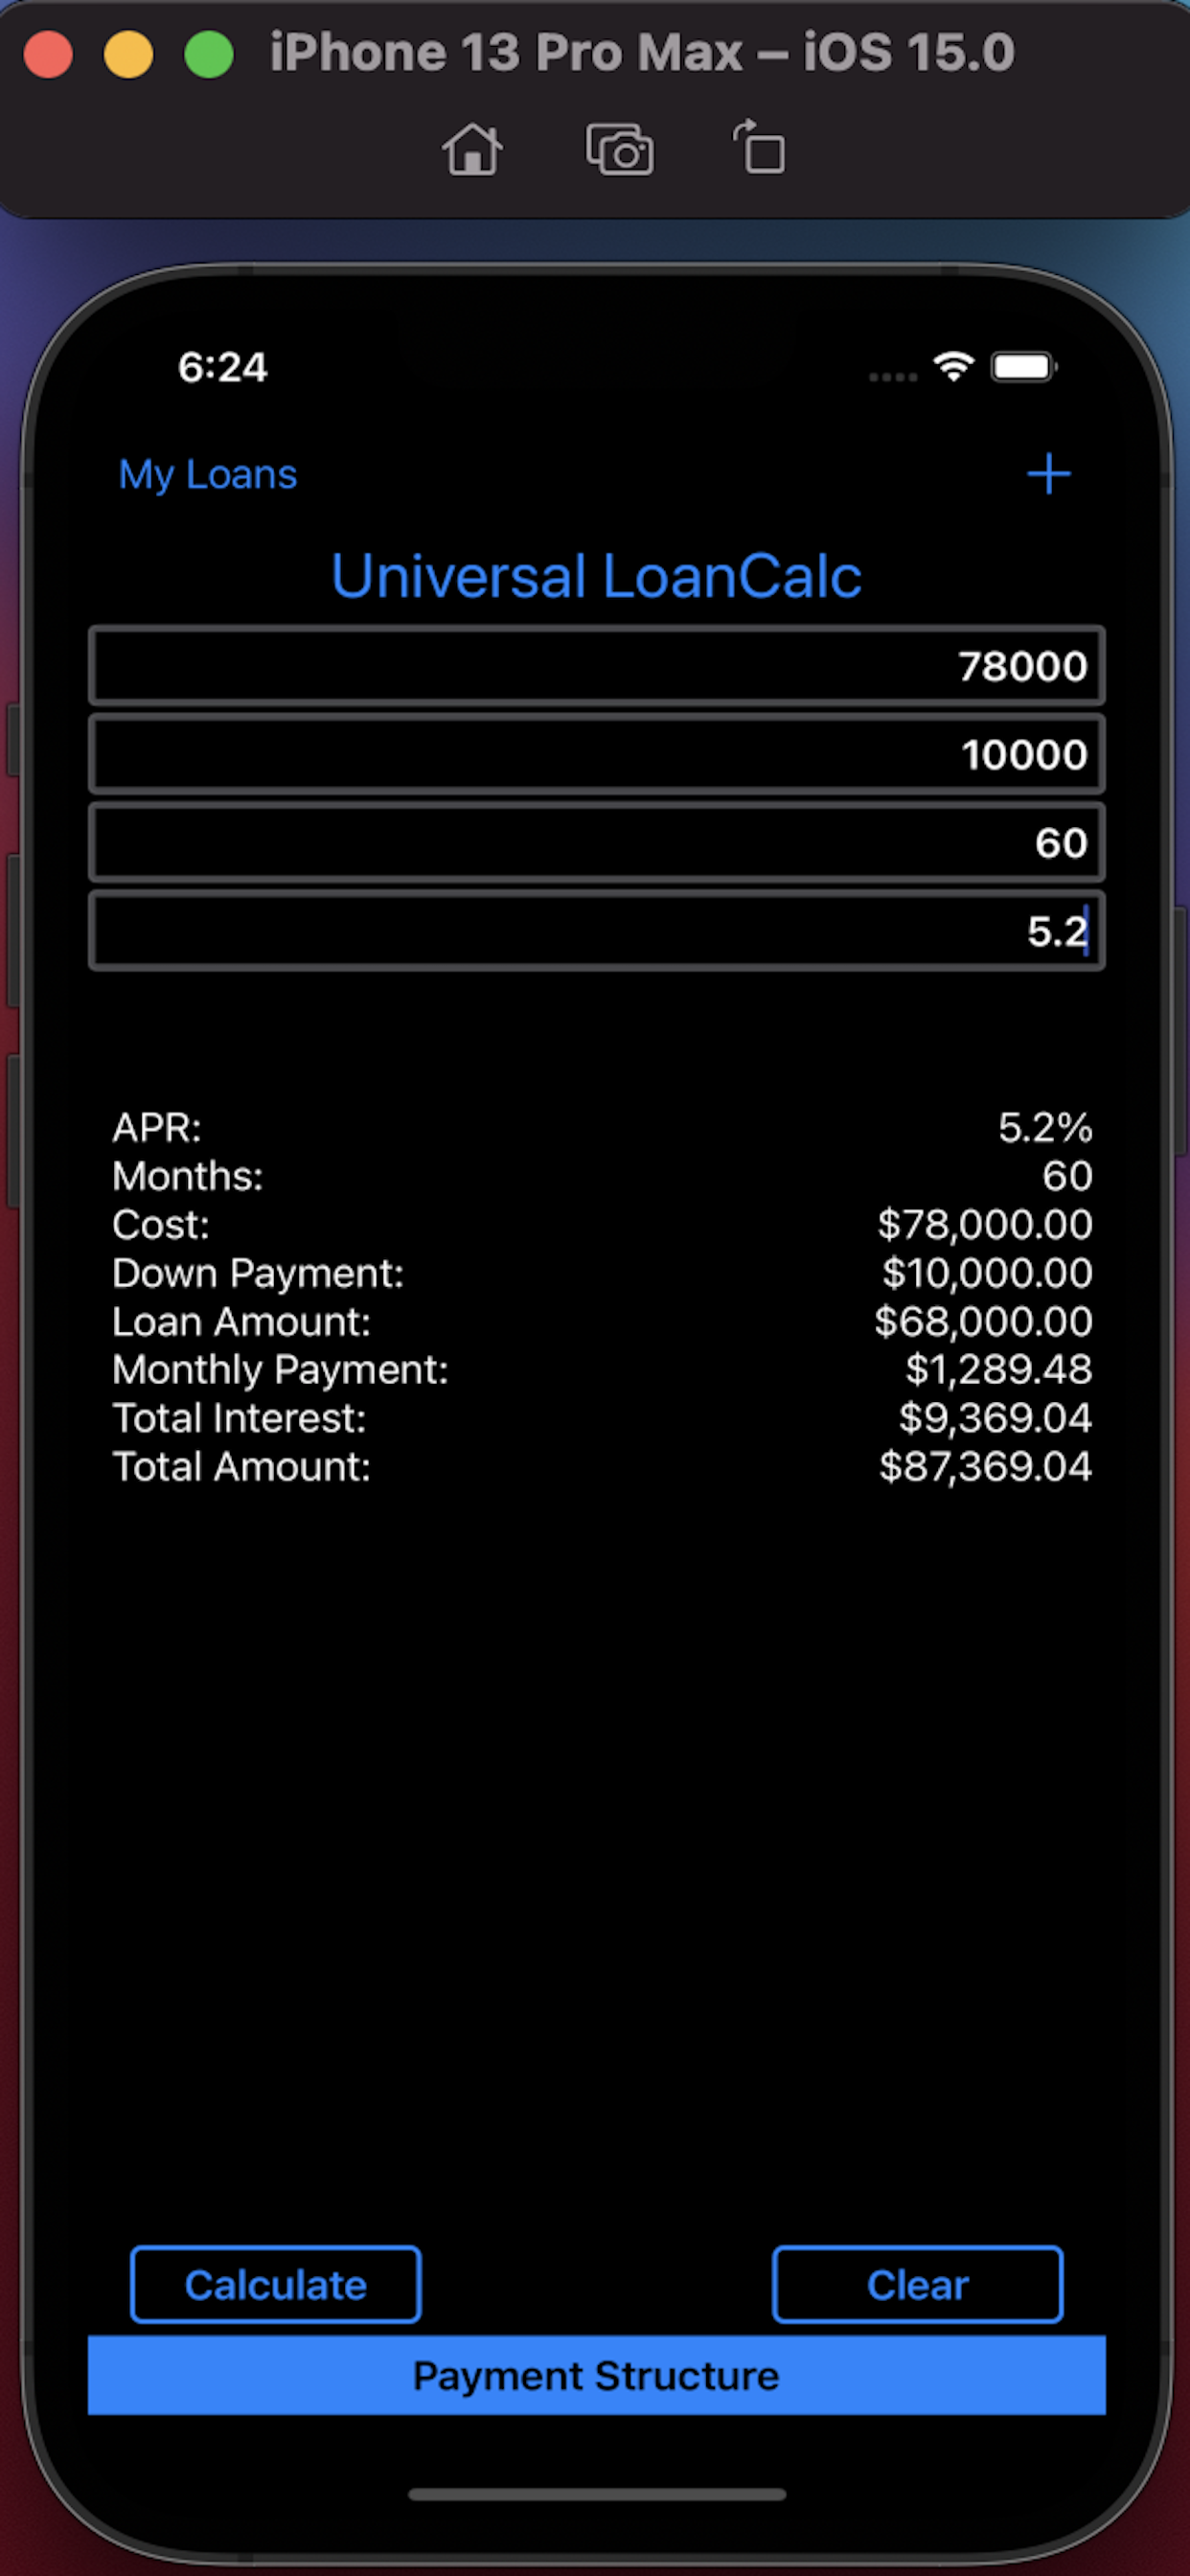 iPhone 13 Pro Max – iOS 15.0
6:24
My Loans +
Universal LoanCalc
78000
10000
60
5.2
APR: 5.2%
Months: 60
Cost: $78,000.00
Down Payment: $10,000.00
Loan Amount: $68,000.00
Monthly Payment: $1,289.48
Total Interest: $9,369.04
Total Amount: $87,369.04
Calculate Clear
Payment Structure